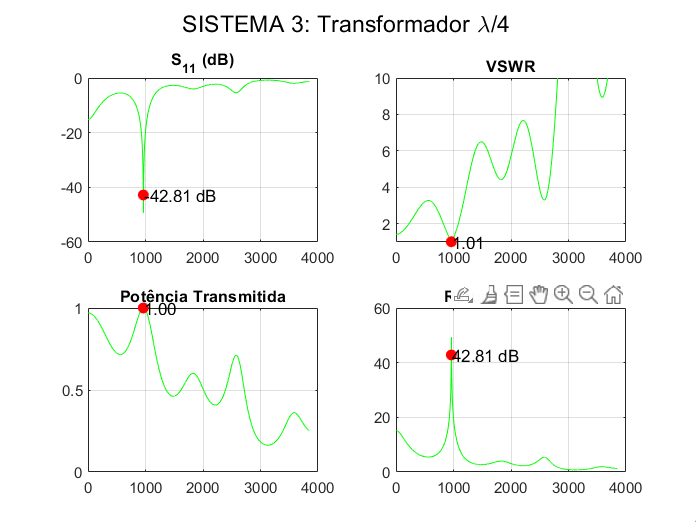 SISTEMA 3: Transformador λ/4
S11 (dB)
0
-20
-40
-60
0 1000 2000 3000 4000
-42.81 dB
VSWR
10
8
6
4
2
0 1000 2000 3000 4000
1.01
Potência Transmitida
1
0.5
0
0 1000 2000 3000 4000
1.00
60
40
20
0
0 1000 2000 3000 4000
42.81 dB